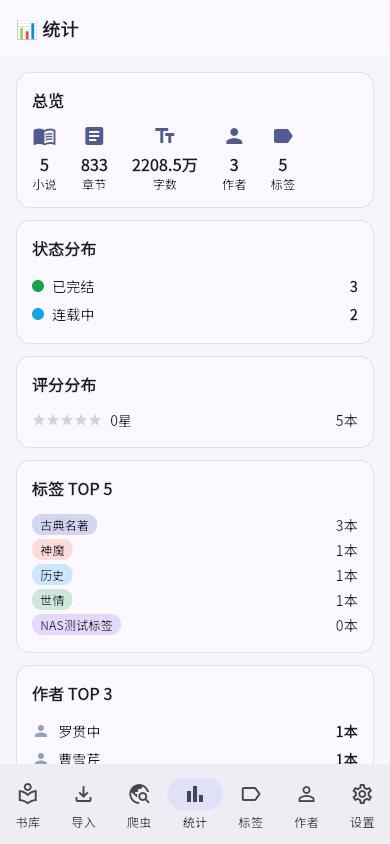 📊 统计
总览
5 833 2208.5万 3 5
小说 章节 字数 作者 标签
状态分布
已完结 3
连载中 2
评分分布
0星 5本
标签 TOP 5
古典名著 3本
神魔 1本
历史 1本
世情 1本
NAS测试标签 0本
作者 TOP 3
罗贯中 1本
曹雪芹 1本
书库 导入 爬虫 统计 标签 作者 设置